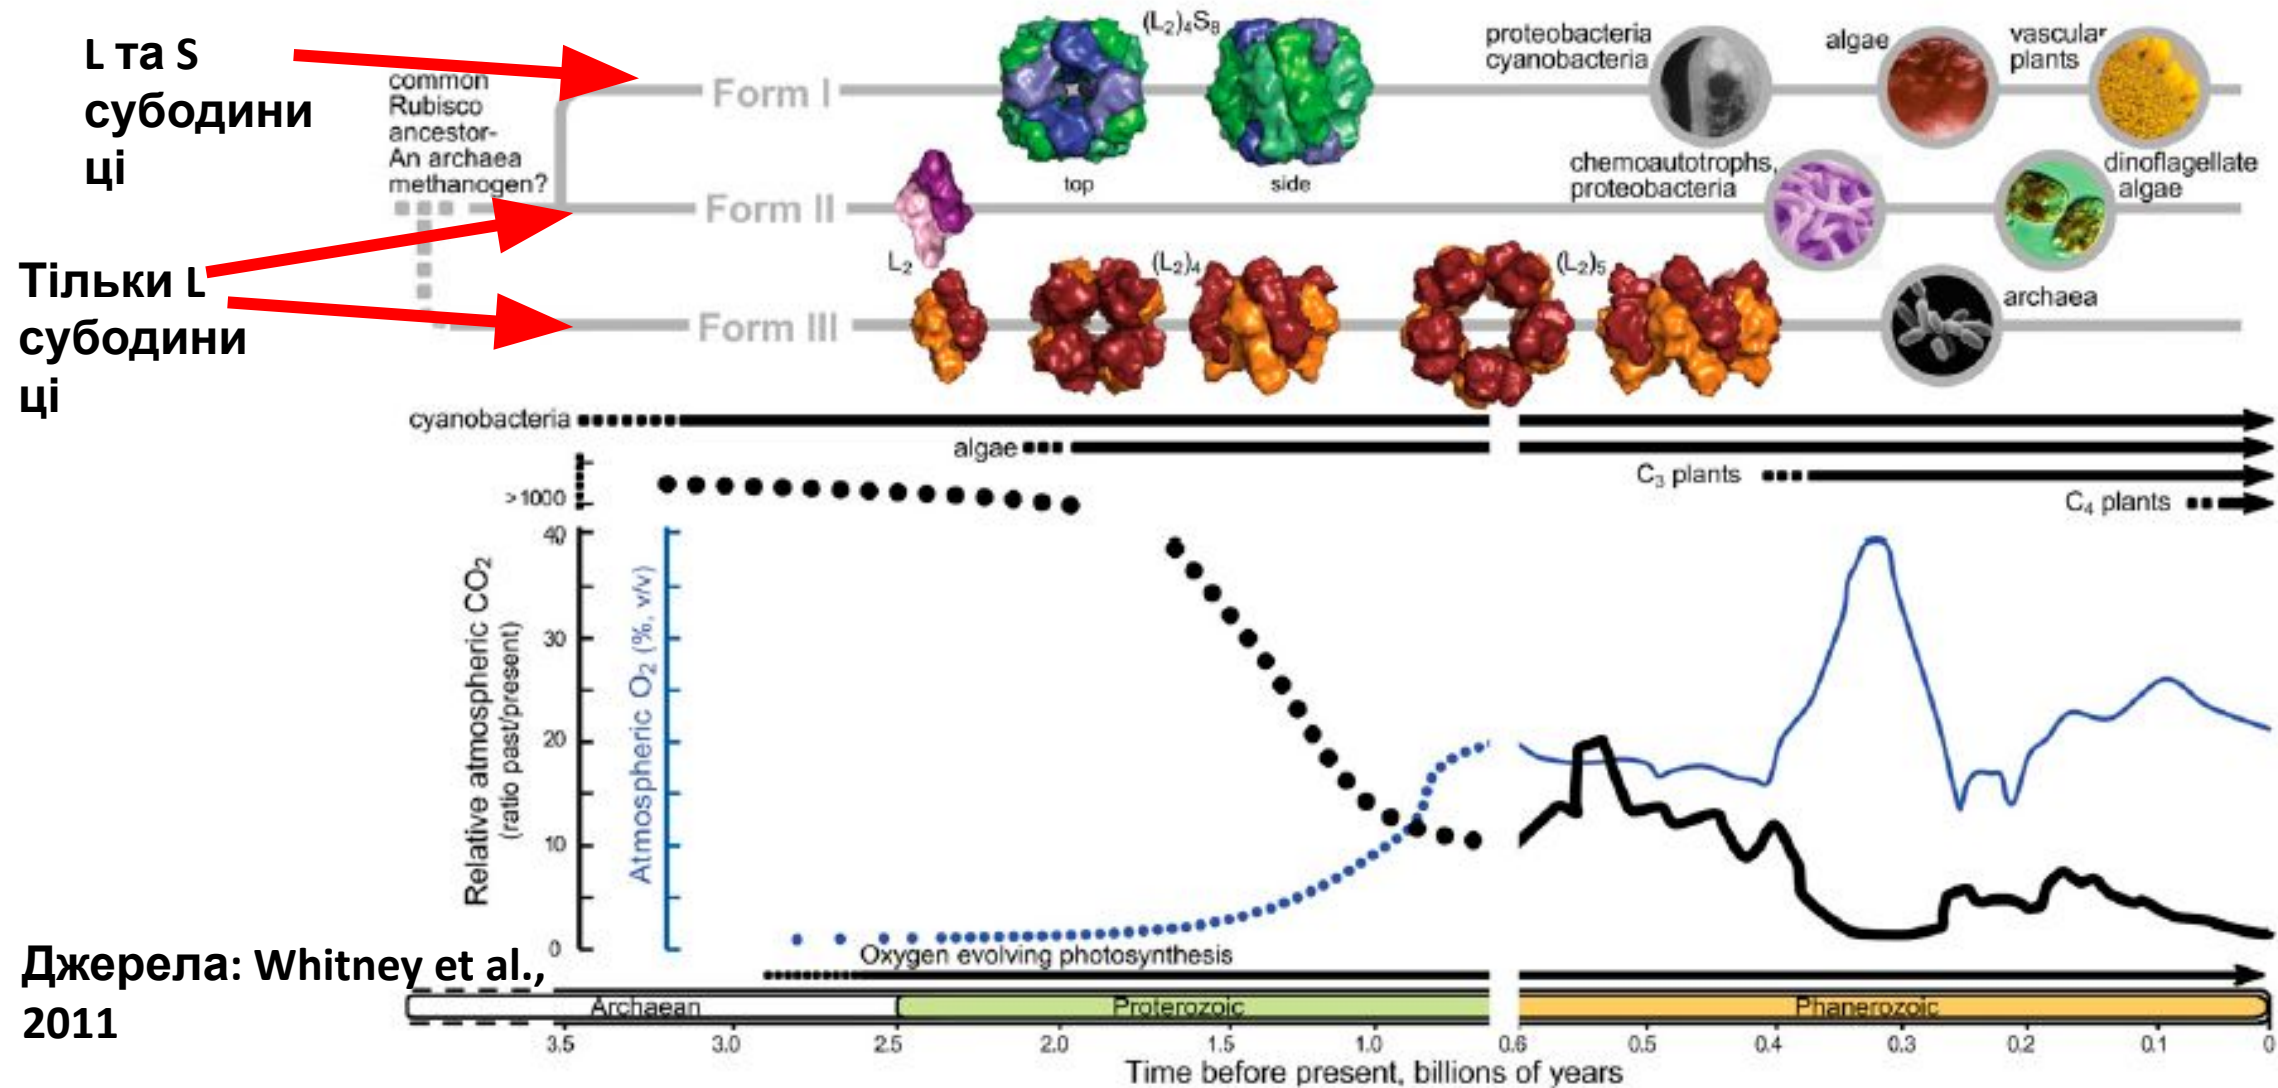 L та S
субодини
ці
common
Rubisco
ancestor-
An archaea
methanogen?
Form I
(L2)4S8
top
side
proteobacteria
cyanobacteria
algae
vascular
plants
Form II
L2
chemoautotrophs,
proteobacteria
dinoflagellate
algae
Тільки L
субодини
ці
Form III
(L2)4
(L2)5
archaea
cyanobacteria
algae
C3 plants
C4 plants
>1000
40
30
20
10
0
Relative atmospheric CO2
(ratio past/present)
Atmospheric O2 (%, v/v)
Oxygen evolving photosynthesis
Джерела: Whitney et al.,
2011
Archaean
Proterozoic
Phanerozoic
3.5 3.0 2.5 2.0 1.5 1.0 0.6 0.5 0.4 0.3 0.2 0.1 0
Time before present, billions of years